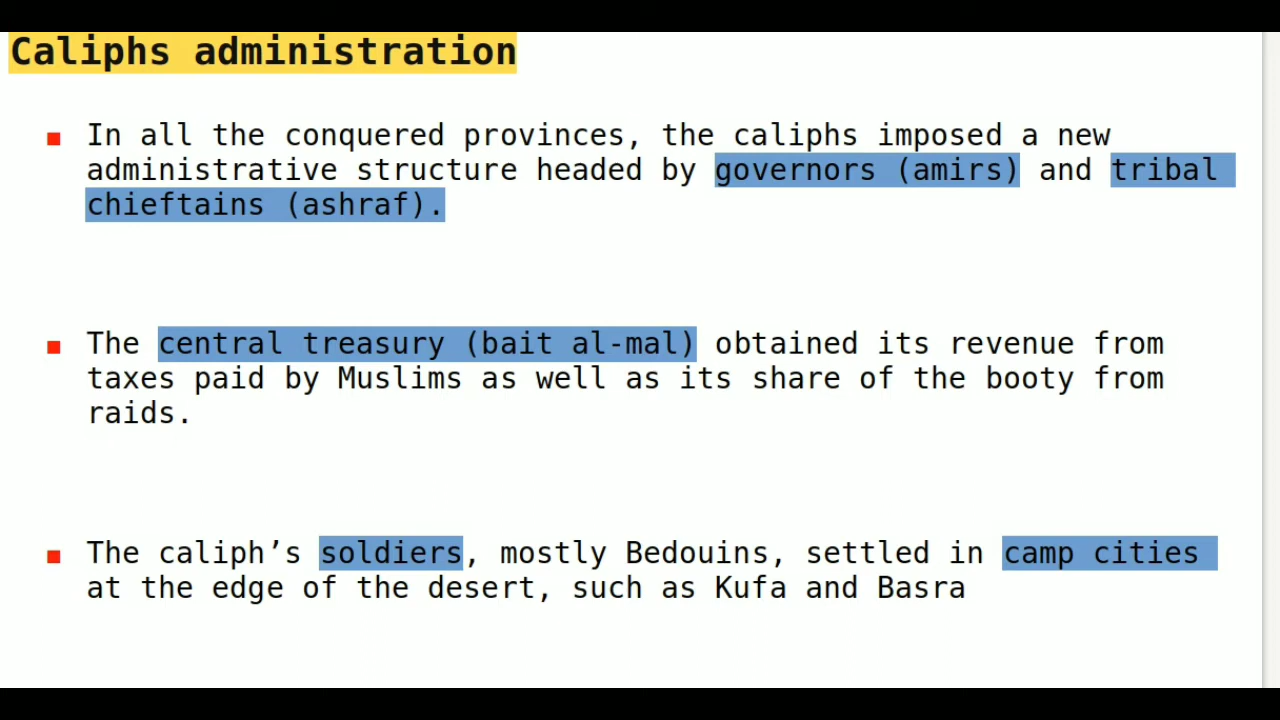 Caliphs administration
In all the conquered provinces, the caliphs imposed a new
administrative structure headed by governors (amirs) and tribal
chieftains (ashraf).
The central treasury (bait al-mal) obtained its revenue from
taxes paid by Muslims as well as its share of the booty from
raids.
The caliph’s soldiers, mostly Bedouins, settled in camp cities
at the edge of the desert, such as Kufa and Basra